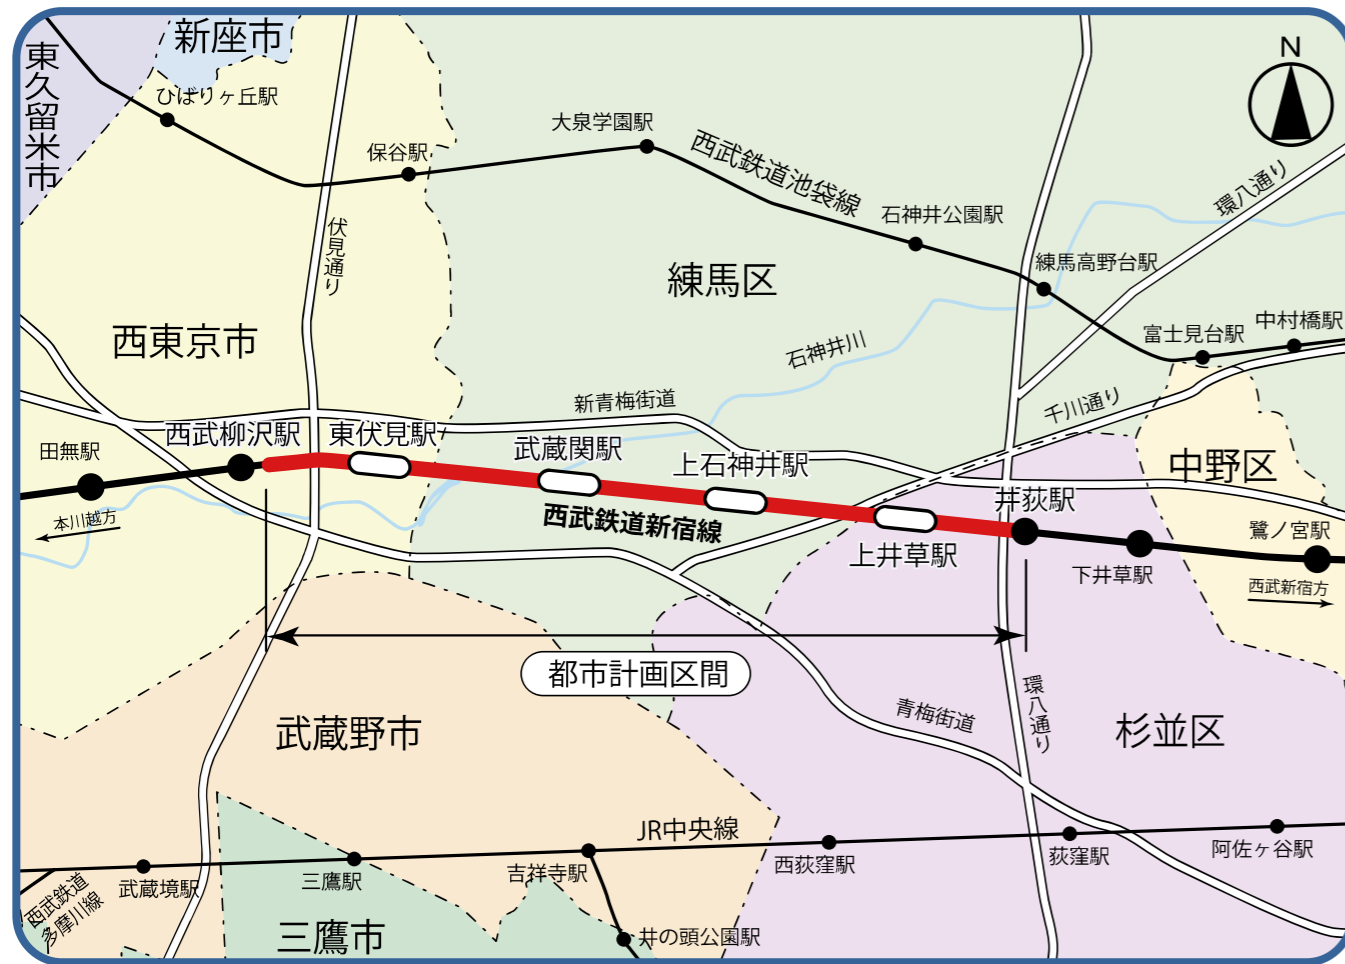 新座市
東久留米市
N
ひばりヶ丘駅
保谷駅
大泉学園駅
西武鉄道池袋線
石神井公園駅
環八通り
練馬高野台駅
富士見台駅
中村橋駅
伏見通り
練馬区
西東京市
石神井川
新青梅街道
千川通り
田無駅
西武柳沢駅
東伏見駅
武蔵関駅
上石神井駅
井荻駅
中野区
本川越方
西武鉄道新宿線
上井草駅
下井草駅
鷺ノ宮駅
西武新宿方
都市計画区間
武蔵野市
青梅街道
環八通り
杉並区
JR中央線
武蔵境駅
三鷹駅
吉祥寺駅
西荻窪駅
荻窪駅
阿佐ヶ谷駅
西武鉄道
多摩川線
三鷹市
井の頭公園駅